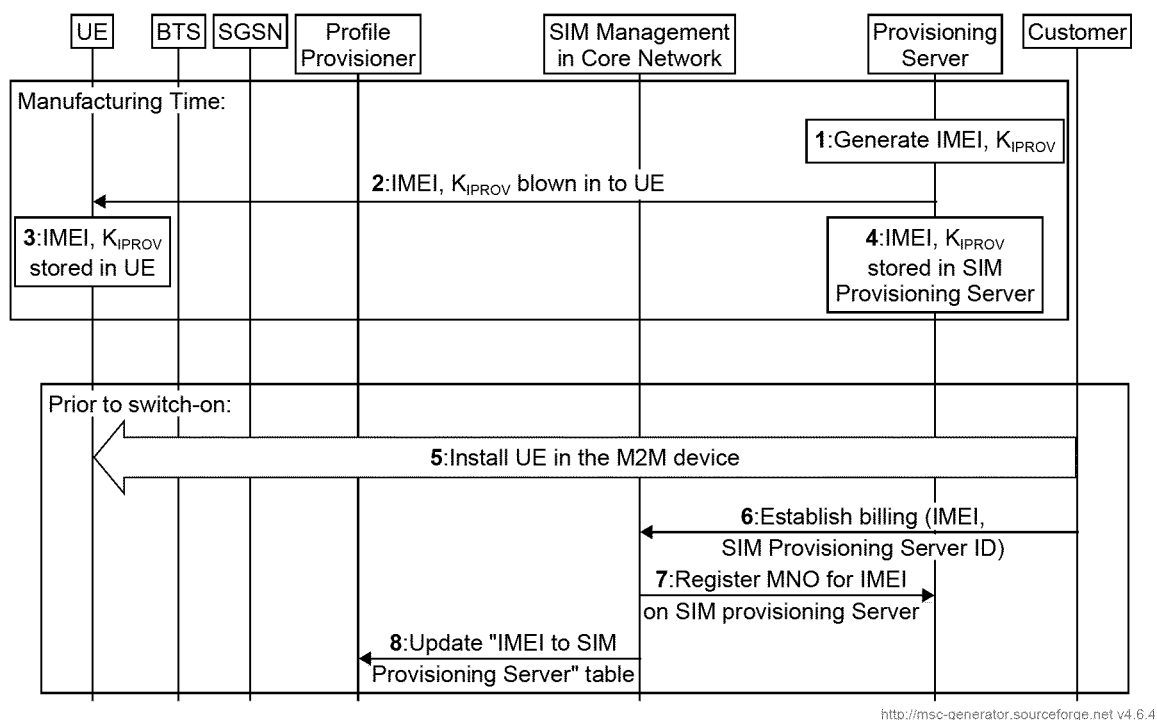 UE
BTS
SGSN
Profile
Provisioner
SIM Management
in Core Network
Provisioning
Server
Customer
Manufacturing Time:
1:Generate IMEI, KIPROV
2:IMEI, KIPROV blown in to UE
3:IMEI, KIPROV
stored in UE
4:IMEI, KIPROV
stored in SIM
Provisioning Server
Prior to switch-on:
5:Install UE in the M2M device
6:Establish billing (IMEI,
SIM Provisioning Server ID)
7:Register MNO for IMEI
on SIM provisioning Server
8:Update "IMEI to SIM
Provisioning Server" table
http://msc-generator.sourceforge.net v4.6.4